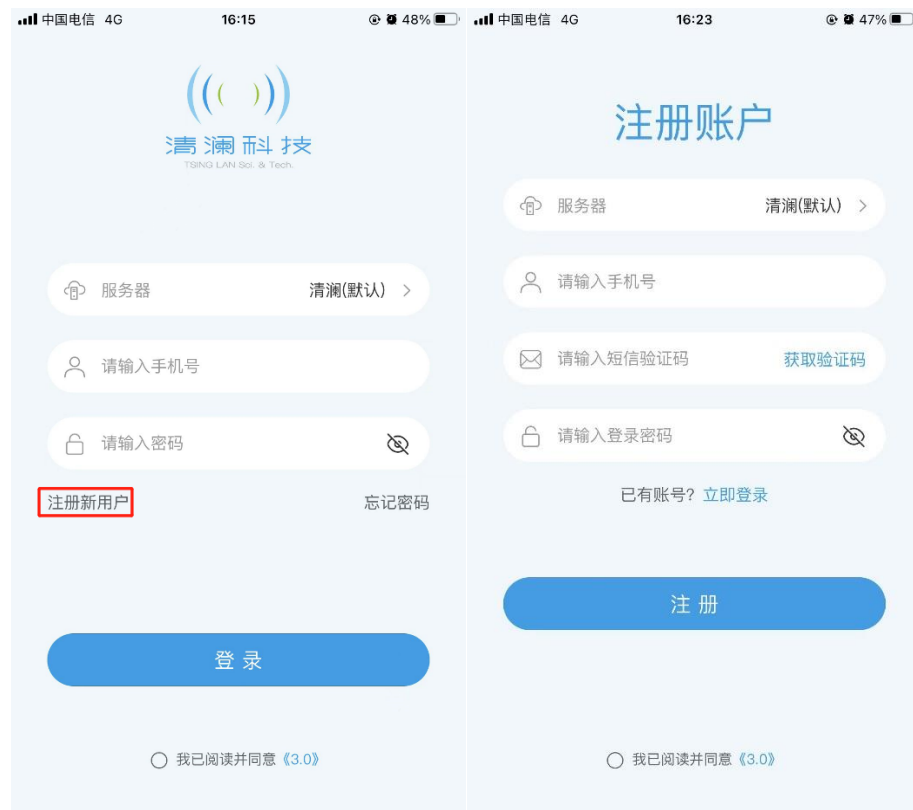 中国电信 4G 16:15 48%
清澜科技
TSING LAN Sci. & Tech.
服务器 清澜(默认)
请输入手机号
请输入密码
注册新用户 忘记密码
登录
我已阅读并同意《3.0》
中国电信 4G 16:23 47%
注册账户
服务器 清澜(默认)
请输入手机号
请输入短信验证码 获取验证码
请输入登录密码
已有账号？立即登录
注册
我已阅读并同意《3.0》